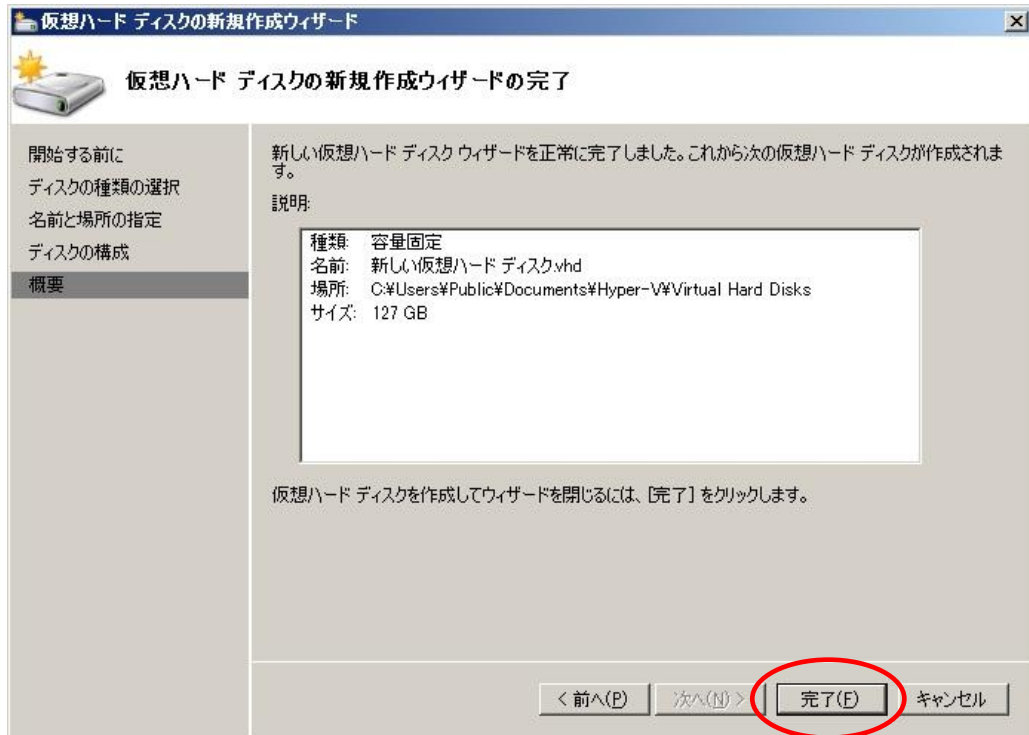 仮想ハード ディスクの新規作成ウィザード
仮想ハード ディスクの新規作成ウィザードの完了
開始する前に
ディスクの種類の選択
名前と場所の指定
ディスクの構成
概要
新しい仮想ハード ディスク ウィザードを正常に完了しました。これから次の仮想ハード ディスクが作成されま
す。
説明:
種類: 容量固定
名前: 新しい仮想ハード ディスク.vhd
場所: C:¥Users¥Public¥Documents¥Hyper-V¥Virtual Hard Disks
サイズ: 127 GB
仮想ハード ディスクを作成してウィザードを閉じるには、[完了] をクリックします。
< 前へ(P) 次へ(N) > 完了(F) キャンセル